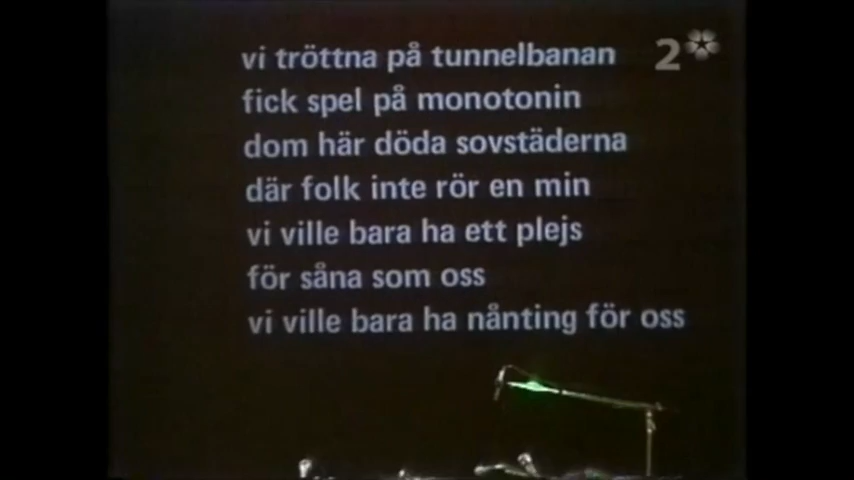 vi tröttna på tunnelbanan
2
fick spel på monotonin
dom här döda sovstäderna
där folk inte rör en min
vi ville bara ha ett plejs
för såna som oss
vi ville bara ha nånting för oss